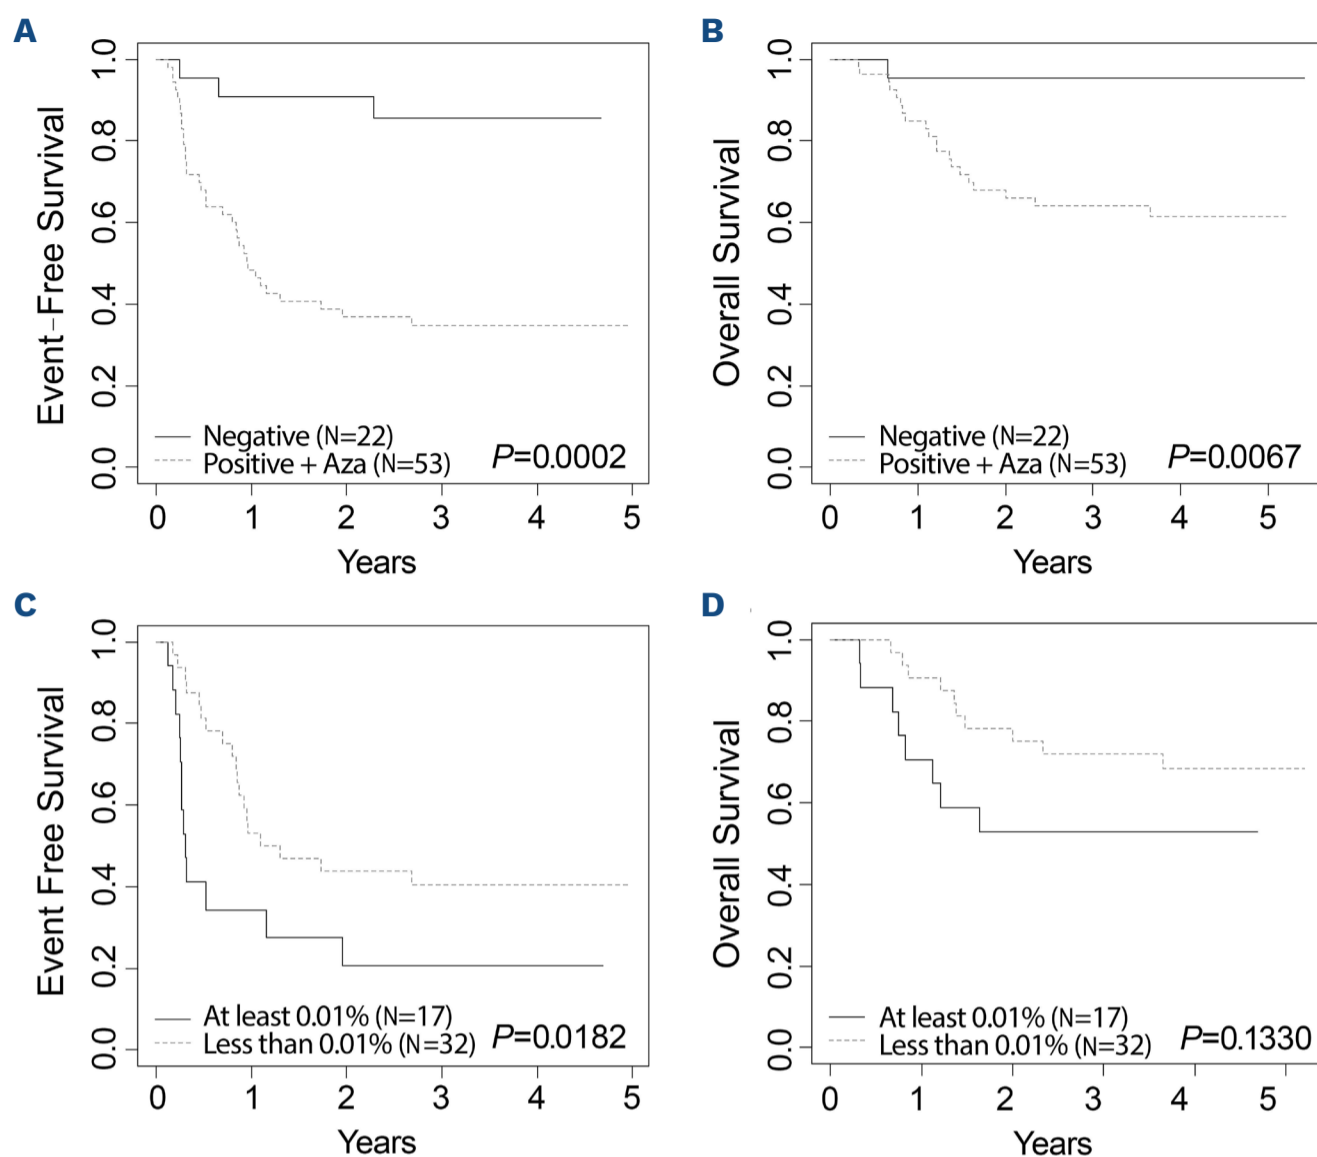 A
Event-Free Survival
1.0
0.8
0.6
0.4
0.2
0.0
Negative (N=22)
Positive + Aza (N=53)
P=0.0002
0 1 2 3 4 5
Years
B
Overall Survival
1.0
0.8
0.6
0.4
0.2
0.0
Negative (N=22)
Positive + Aza (N=53)
P=0.0067
0 1 2 3 4 5
Years
C
Event Free Survival
1.0
0.8
0.6
0.4
0.2
0.0
At least 0.01% (N=17)
Less than 0.01% (N=32)
P=0.0182
0 1 2 3 4 5
Years
D
Overall Survival
1.0
0.8
0.6
0.4
0.2
0.0
At least 0.01% (N=17)
Less than 0.01% (N=32)
P=0.1330
0 1 2 3 4 5
Years